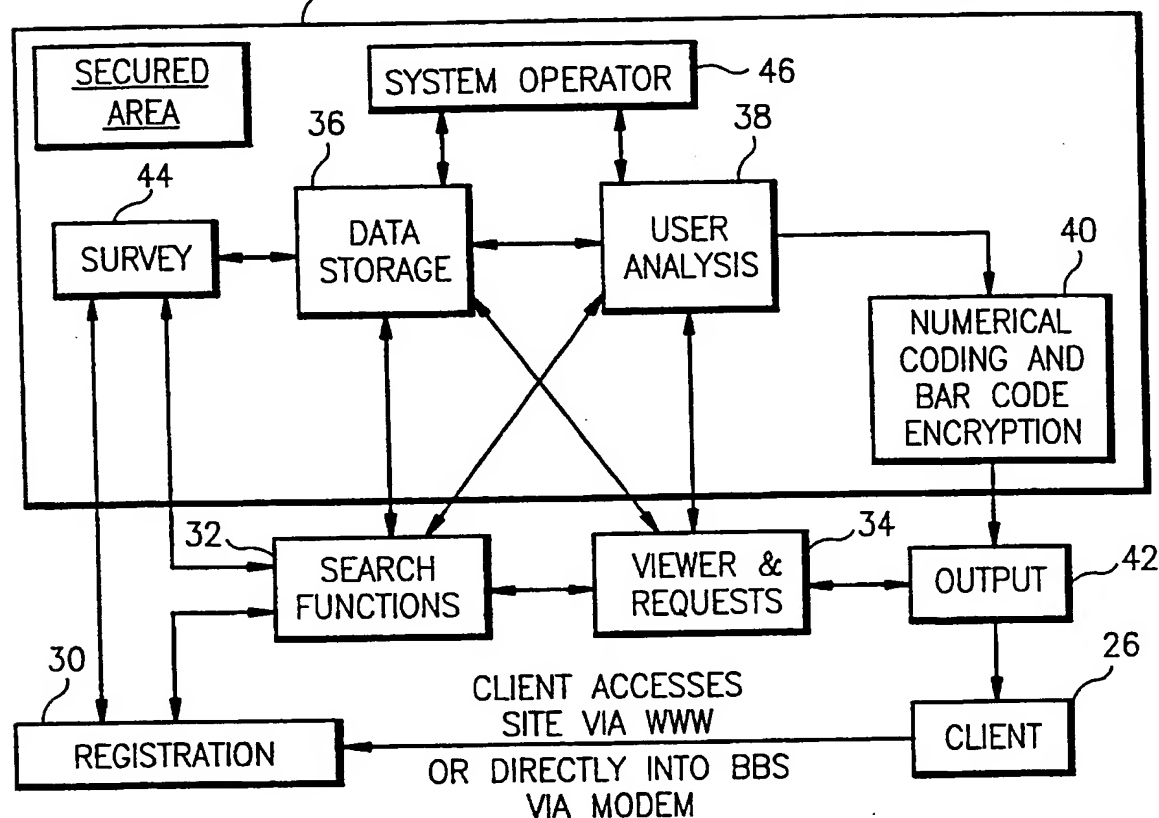 SECURED
AREA
SYSTEM OPERATOR
46
36
38
44
SURVEY
DATA
STORAGE
USER
ANALYSIS
40
NUMERICAL
CODING AND
BAR CODE
ENCRYPTION
32
SEARCH
FUNCTIONS
VIEWER &
REQUESTS
34
OUTPUT
42
30
REGISTRATION
CLIENT ACCESSES
SITE VIA WWW
OR DIRECTLY INTO BBS
VIA MODEM
26
CLIENT